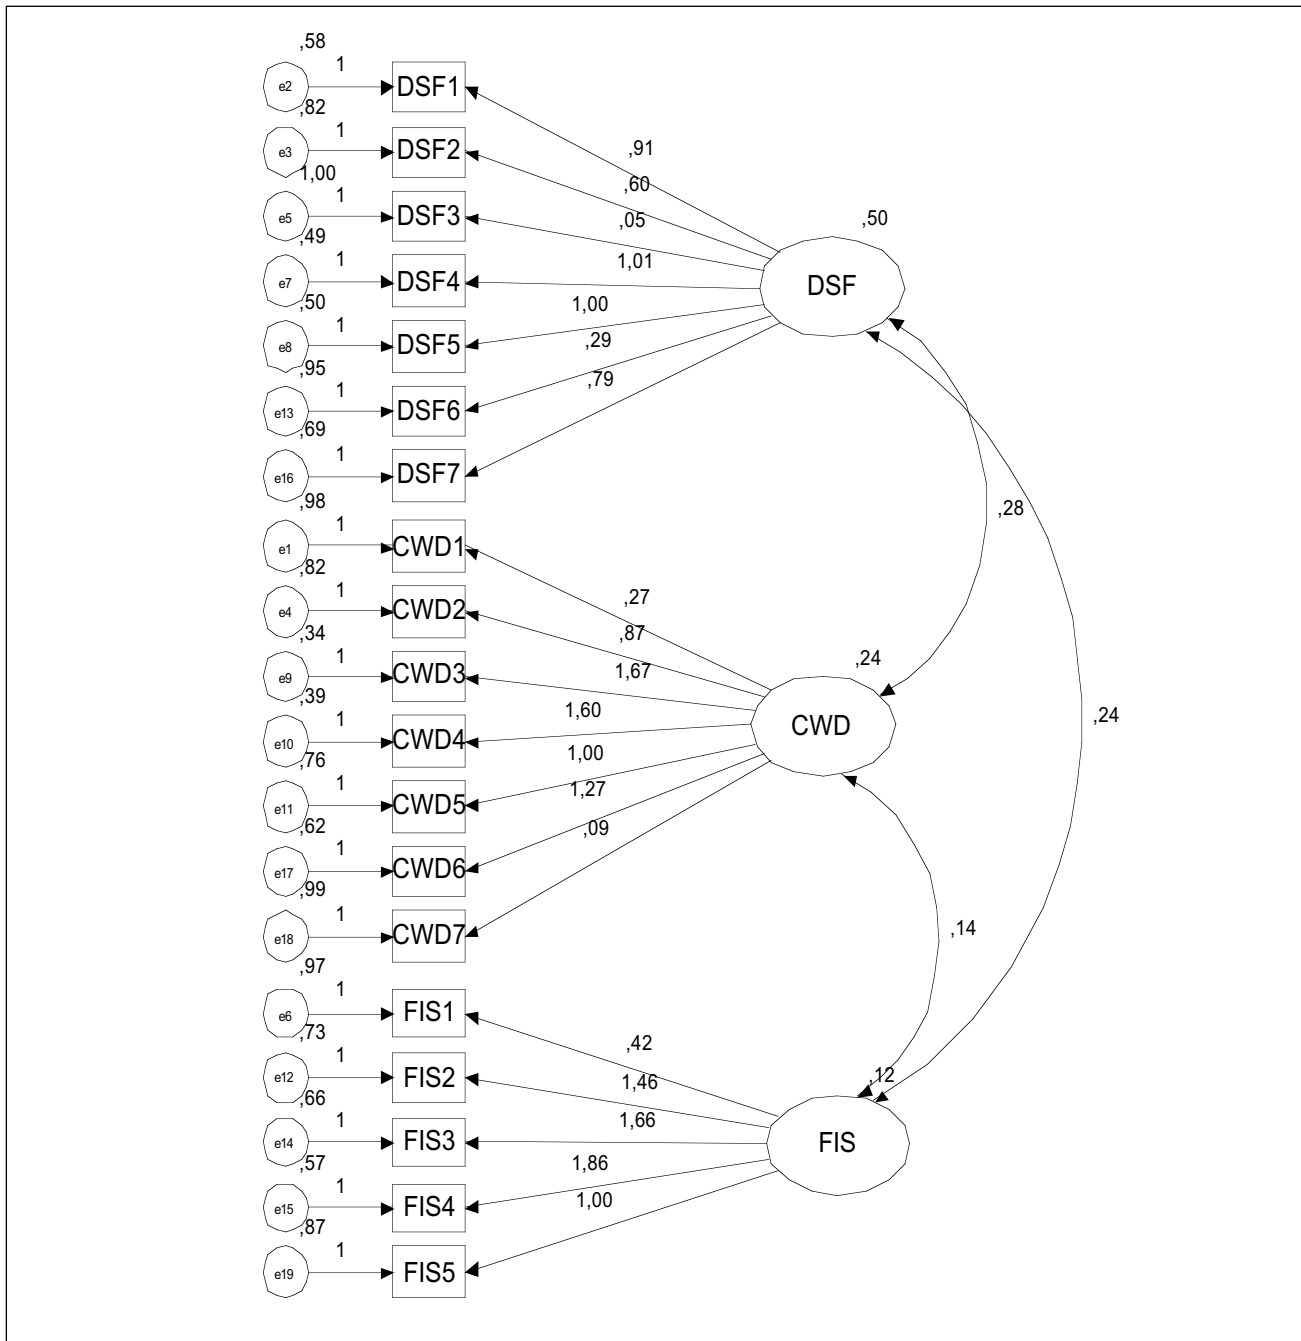 ,58
1
e2
DSF1
,82
1
e3
DSF2
,91
1,00
1
e5
DSF3
,60
,49
1
e7
DSF4
,05
,50
,50
1
e8
DSF5
1,01
DSF
,95
1
e13
DSF6
1,00
,69
1
e16
DSF7
,29
,79
,98
1
e1
CWD1
,28
,82
1
e4
CWD2
,27
,34
1
e9
CWD3
,87
,24
,39
1
e10
CWD4
1,67
,24
,76
1
e11
CWD5
1,60
CWD
,62
1
e17
CWD6
1,00
1,27
,99
1
e18
CWD7
,09
,14
,97
1
e6
FIS1
,73
1
e12
FIS2
,42
,66
1
e14
FIS3
1,46
,12
,57
1
e15
FIS4
1,66
FIS
,87
1
e19
FIS5
1,86
1,00